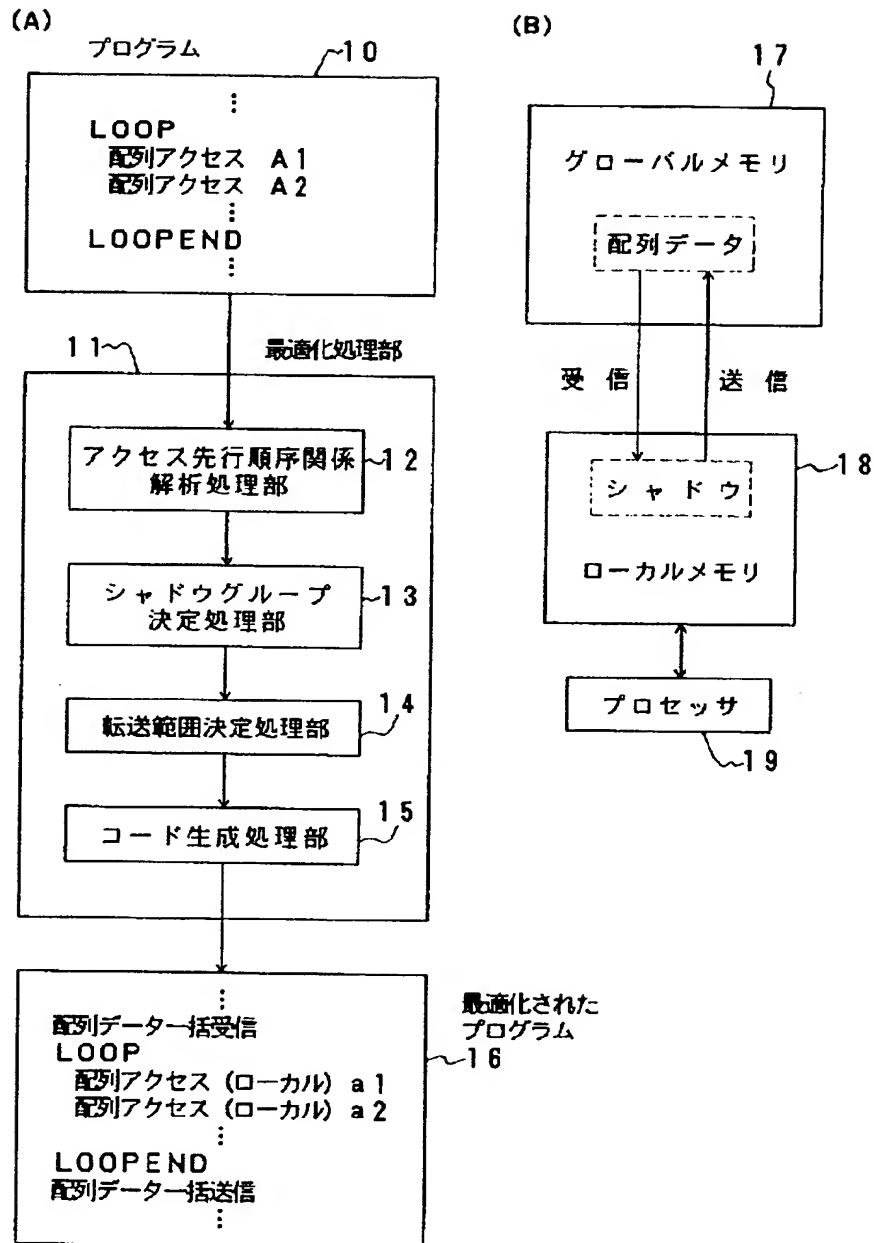 (A)
プログラム
10
⋮
LOOP
配列アクセス A1
配列アクセス A2
⋮
LOOPEND
⋮
11
最適化処理部
アクセス先行順序関係
解析処理部
12
シャドウグループ
決定処理部
13
転送範囲決定処理部
14
コード生成処理部
15
⋮
配列データ一括受信
LOOP
配列アクセス (ローカル) a1
配列アクセス (ローカル) a2
⋮
LOOPEND
配列データ一括送信
⋮
最適化された
プログラム
16
(B)
17
グローバルメモリ
配列データ
受信
送信
シャドウ
18
ローカルメモリ
プロセッサ
19